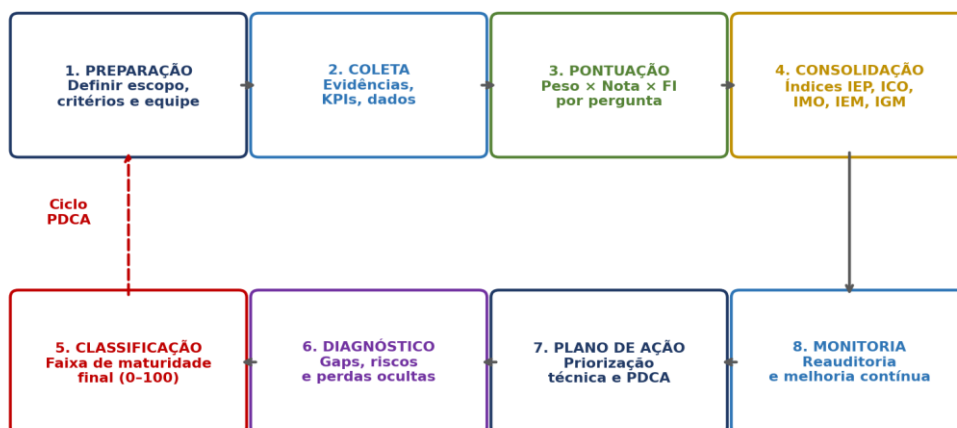 1. PREPARAÇÃO
Definir escopo,
critérios e equipe
2. COLETA
Evidências,
KPIs, dados
3. PONTUAÇÃO
Peso × Nota × FI
por pergunta
4. CONSOLIDAÇÃO
Índices IEP, ICO,
IMO, IEM, IGM
Ciclo
PDCA
5. CLASSIFICAÇÃO
Faixa de maturidade
final (0–100)
6. DIAGNÓSTICO
Gaps, riscos
e perdas ocultas
7. PLANO DE AÇÃO
Priorização
técnica e PDCA
8. MONITORIA
Reauditoria
e melhoria contínua